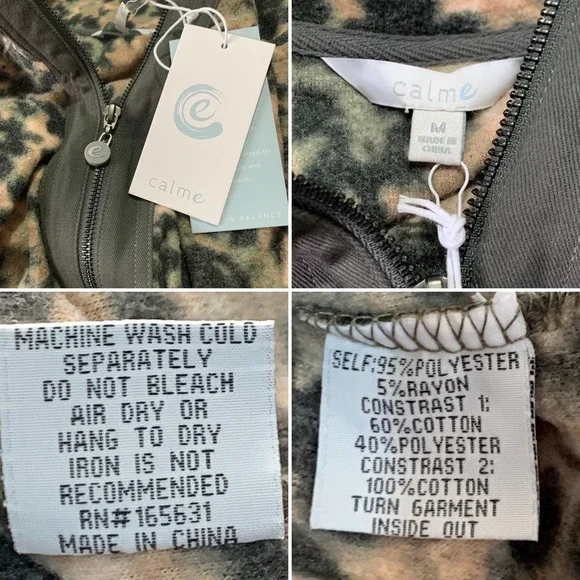 e
e
calme
IN BALANCE
calme
M
MADE IN
CHINA
MACHINE WASH COLD
SEPARATELY
DO NOT BLEACH
AIR DRY OR
HANG TO DRY
IRON IS NOT
RECOMMENDED
RN#165631
MADE IN CHINA
SELF:95%POLYESTER
5%RAYON
CONSTRAST 1:
60%COTTON
40%POLYESTER
CONSTRAST 2:
100%COTTON
TURN GARMENT
INSIDE OUT